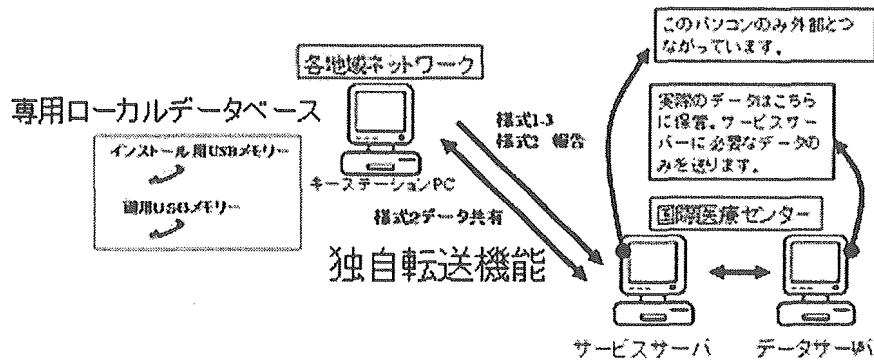 このパソコンのみ外部とつ
ながっています。
各地域ネットワーク
専用ローカルデータベース
インストール用USBメモリー
専用USBメモリー
キーステーションPC
様式1-3
様式2 報告
様式2データ共有
独自転送機能
実際のデータはこちら
に保管。サービスサー
バーに必要なデータの
みを送ります。
国際医療センター
サービスサーバ
データサーバ